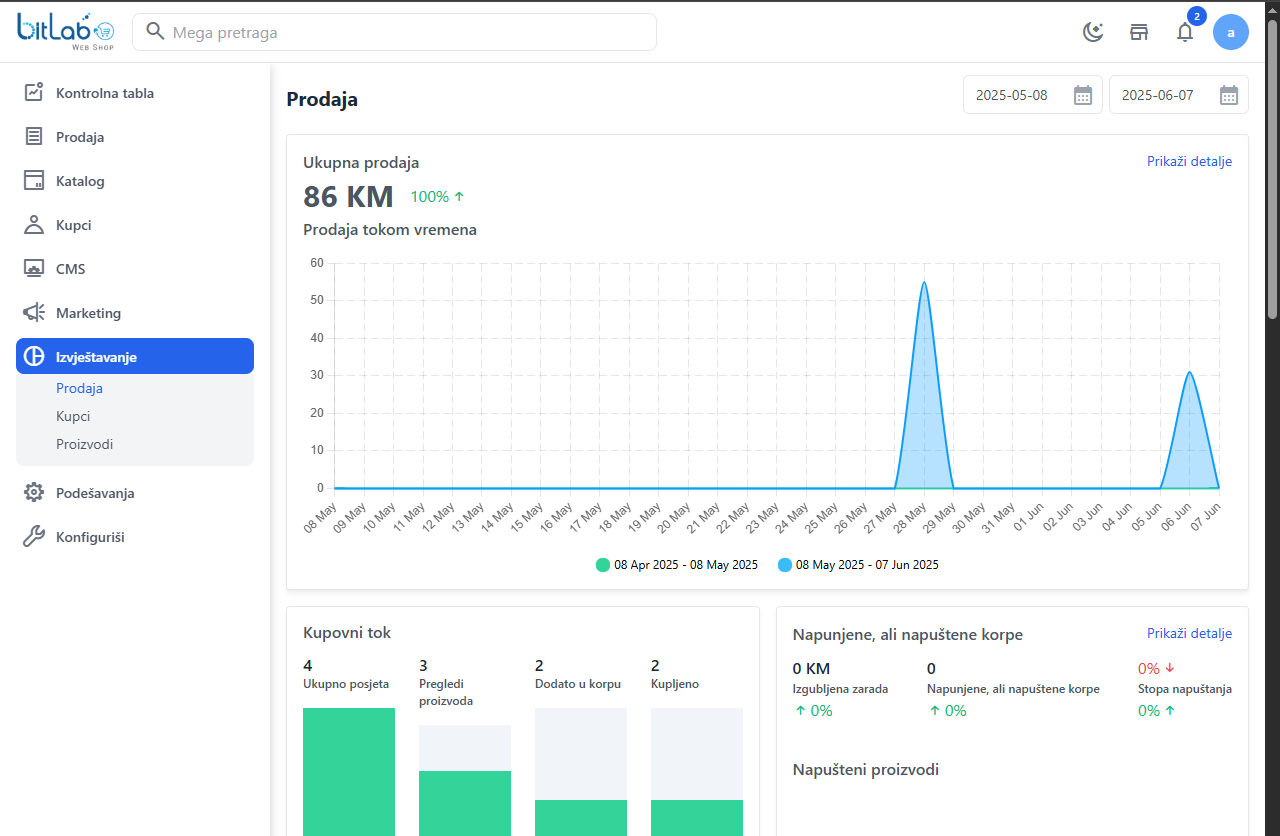 bitLab
WEB SHOP
Mega pretraga
2
a
Kontrolna tabla
Prodaja
Katalog
Kupci
CMS
Marketing
Izvještavanje
Prodaja
Kupci
Proizvodi
Podešavanja
Konfiguriši
Prodaja
2025-05-08
2025-06-07
Ukupna prodaja
Prikaži detalje
86 KM 100%
Prodaja tokom vremena
60
50
40
30
20
10
0
08 May 09 May 10 May 11 May 12 May 13 May 14 May 15 May 16 May 17 May 18 May 19 May 20 May 21 May 22 May 23 May 24 May 25 May 26 May 27 May 28 May 29 May 30 May 31 May 01 Jun 02 Jun 03 Jun 04 Jun 05 Jun 06 Jun 07 Jun
08 Apr 2025 - 08 May 2025 08 May 2025 - 07 Jun 2025
Kupovni tok
4
Ukupno posjeta
3
Pregledi
proizvoda
2
Dodato u korpu
2
Kupljeno
Napunjene, ali napuštene korpe
Prikaži detalje
0 KM
Izgubljena zarada
0%
0
Napunjene, ali napuštene korpe
0%
0%
Stopa napuštanja
0%
Napušteni proizvodi